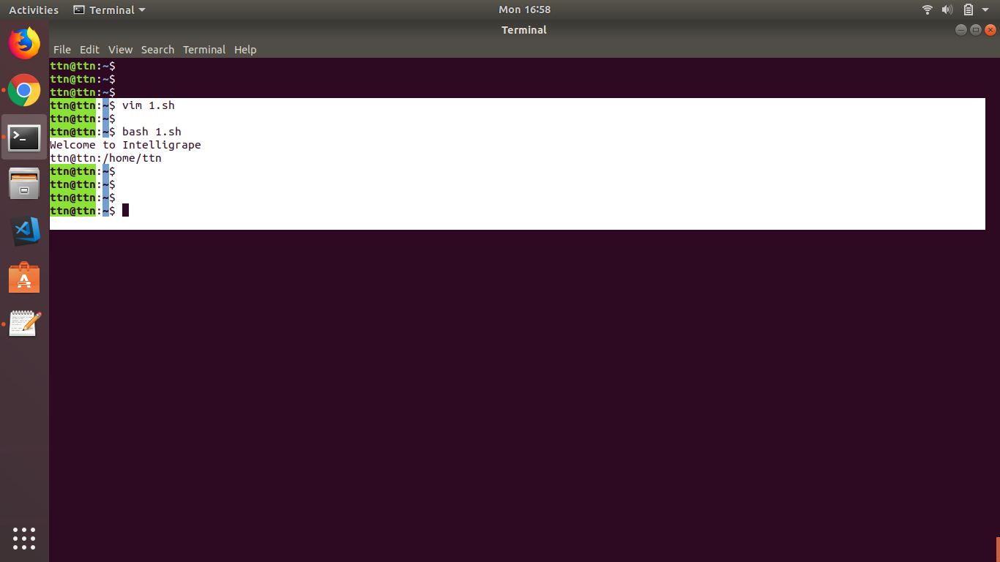 Activities Terminal Mon 16:58
Terminal
File Edit View Search Terminal Help
ttn@ttn:~$
ttn@ttn:~$
ttn@ttn:~$
ttn@ttn:~$ vim 1.sh
ttn@ttn:~$
ttn@ttn:~$ bash 1.sh
Welcome to Intelligrape
ttn@ttn:/home/ttn
ttn@ttn:~$
ttn@ttn:~$
ttn@ttn:~$
ttn@ttn:~$